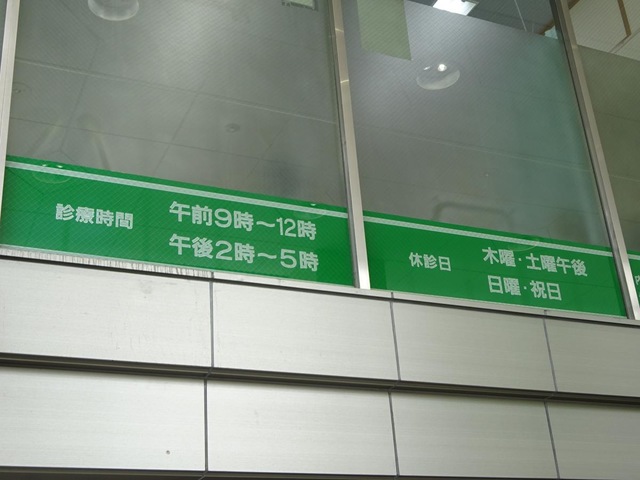 診療時間
午前9時～12時
午後2時～5時
休診日
木曜・土曜午後
日曜・祝日